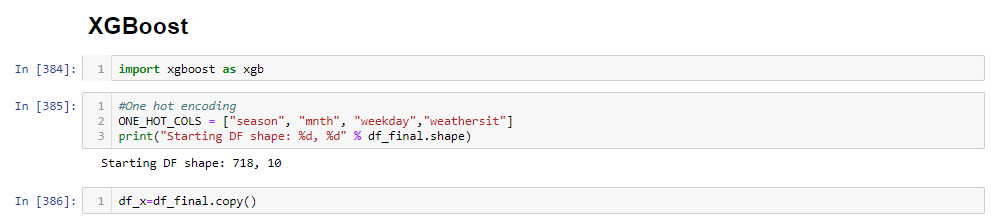 XGBoost
In [384]: 1 import xgboost as xgb
In [385]: 1 #One hot encoding
2 ONE_HOT_COLS = ["season", "mnth", "weekday","weathersit"]
3 print("Starting DF shape: %d, %d" % df_final.shape)
Starting DF shape: 718, 10
In [386]: 1 df_x=df_final.copy()